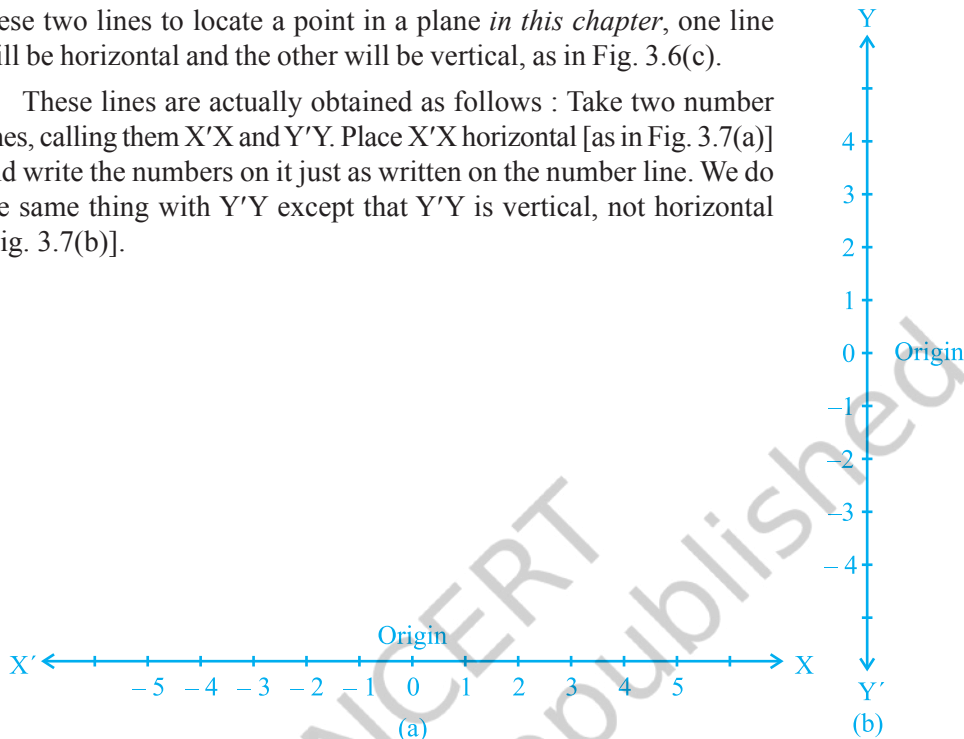 ese two lines to locate a point in a plane in this chapter, one line
ill be horizontal and the other will be vertical, as in Fig. 3.6(c).
These lines are actually obtained as follows : Take two number
nes, calling them X′X and Y′Y. Place X′X horizontal [as in Fig. 3.7(a)]
d write the numbers on it just as written on the number line. We do
e same thing with Y′Y except that Y′Y is vertical, not horizontal
ig. 3.7(b)].
Y
4
3
2
1
0 Origin
–1
–2
–3
– 4
Y´
(b)
Origin
X´ X
– 5 – 4 – 3 – 2 – 1 0 1 2 3 4 5
(a)
NCERT
republished